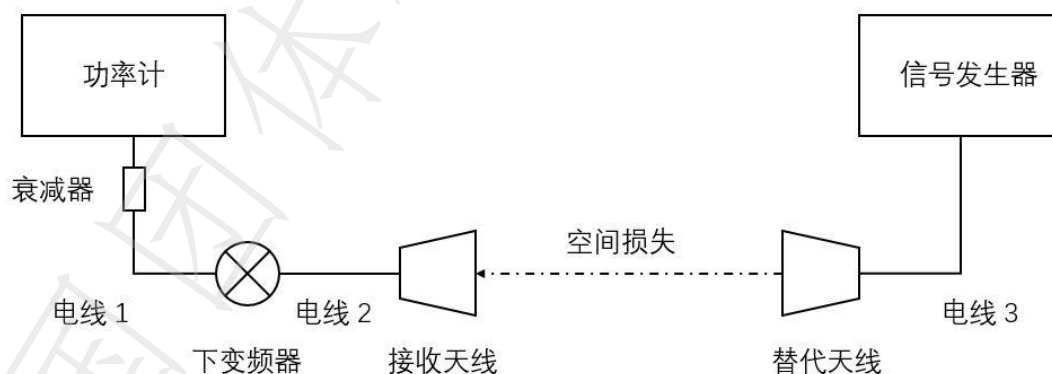 功率计
信号发生器
衰减器
空间损失
电线 1
电线 2
电线 3
下变频器
接收天线
替代天线